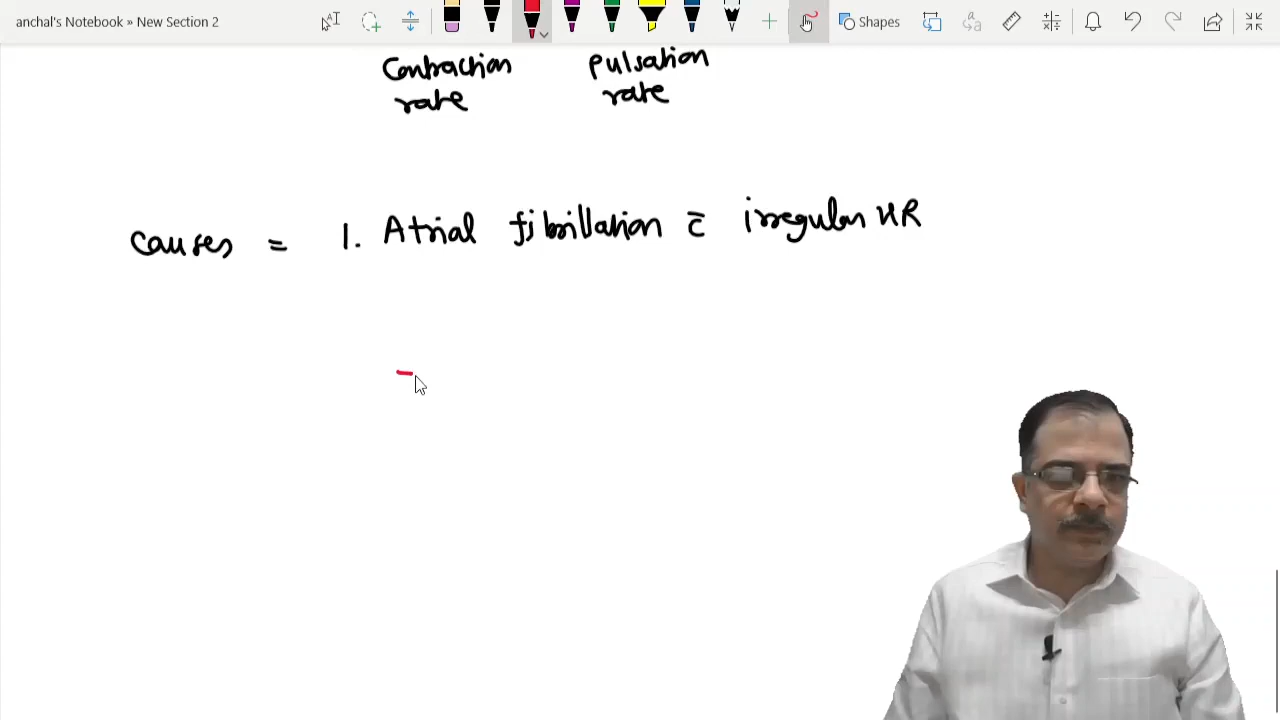 anchal's Notebook » New Section 2
Shapes
Contraction pulsation
rate rate
causes = 1. Atrial fibrillation c̄ irregular HR